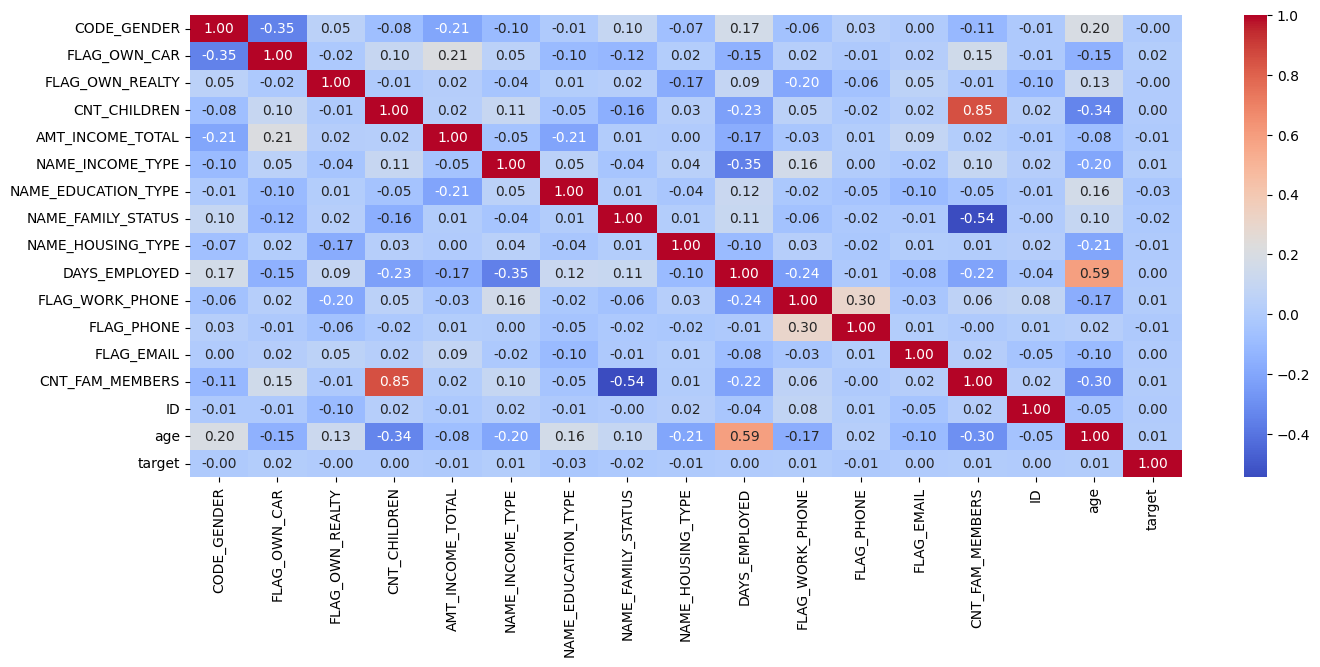 CODE_GENDER 1.00 -0.35 0.05 -0.08 -0.21 -0.10 -0.01 0.10 -0.07 0.17 -0.06 0.03 0.00 -0.11 -0.01 0.20 -0.00
FLAG_OWN_CAR -0.35 1.00 -0.02 0.10 0.21 0.05 -0.10 -0.12 0.02 -0.15 0.02 -0.01 0.02 0.15 -0.01 -0.15 0.02
FLAG_OWN_REALTY 0.05 -0.02 1.00 -0.01 0.02 -0.04 0.01 0.02 -0.17 0.09 -0.20 -0.06 0.05 -0.01 -0.10 0.13 -0.00
CNT_CHILDREN -0.08 0.10 -0.01 1.00 0.02 0.11 -0.05 -0.16 0.03 -0.23 0.05 -0.02 0.02 0.85 0.02 -0.34 0.00
AMT_INCOME_TOTAL -0.21 0.21 0.02 0.02 1.00 -0.05 -0.21 0.01 0.00 -0.17 -0.03 0.01 0.09 0.02 -0.01 -0.08 -0.01
NAME_INCOME_TYPE -0.10 0.05 -0.04 0.11 -0.05 1.00 0.05 -0.04 0.04 -0.35 0.16 0.00 -0.02 0.10 0.02 -0.20 0.01
NAME_EDUCATION_TYPE -0.01 -0.10 0.01 -0.05 -0.21 0.05 1.00 0.01 -0.04 0.12 -0.02 -0.05 -0.10 -0.05 -0.01 0.16 -0.03
NAME_FAMILY_STATUS 0.10 -0.12 0.02 -0.16 0.01 -0.04 0.01 1.00 0.01 0.11 -0.06 -0.02 -0.01 -0.54 -0.00 0.10 -0.02
NAME_HOUSING_TYPE -0.07 0.02 -0.17 0.03 0.00 0.04 -0.04 0.01 1.00 -0.10 0.03 -0.02 0.01 0.01 0.02 -0.21 -0.01
DAYS_EMPLOYED 0.17 -0.15 0.09 -0.23 -0.17 -0.35 0.12 0.11 -0.10 1.00 -0.24 -0.01 -0.08 -0.22 -0.04 0.59 0.00
FLAG_WORK_PHONE -0.06 0.02 -0.20 0.05 -0.03 0.16 -0.02 -0.06 0.03 -0.24 1.00 0.30 -0.03 0.06 0.08 -0.17 0.01
FLAG_PHONE 0.03 -0.01 -0.06 -0.02 0.01 0.00 -0.05 -0.02 -0.02 -0.01 0.30 1.00 0.01 -0.00 0.01 0.02 -0.01
FLAG_EMAIL 0.00 0.02 0.05 0.02 0.09 -0.02 -0.10 -0.01 0.01 -0.08 -0.03 0.01 1.00 0.02 -0.05 -0.10 0.00
CNT_FAM_MEMBERS -0.11 0.15 -0.01 0.85 0.02 0.10 -0.05 -0.54 0.01 -0.22 0.06 -0.00 0.02 1.00 0.02 -0.30 0.01
ID -0.01 -0.01 -0.10 0.02 -0.01 0.02 -0.01 -0.00 0.02 -0.04 0.08 0.01 -0.05 0.02 1.00 -0.05 0.00
age 0.20 -0.15 0.13 -0.34 -0.08 -0.20 0.16 0.10 -0.21 0.59 -0.17 0.02 -0.10 -0.30 -0.05 1.00 0.01
target -0.00 0.02 -0.00 0.00 -0.01 0.01 -0.03 -0.02 -0.01 0.00 0.01 -0.01 0.00 0.01 0.00 0.01 1.00
CODE_GENDER
FLAG_OWN_CAR
FLAG_OWN_REALTY
CNT_CHILDREN
AMT_INCOME_TOTAL
NAME_INCOME_TYPE
NAME_EDUCATION_TYPE
NAME_FAMILY_STATUS
NAME_HOUSING_TYPE
DAYS_EMPLOYED
FLAG_WORK_PHONE
FLAG_PHONE
FLAG_EMAIL
CNT_FAM_MEMBERS
ID
age
target
1.0
0.8
0.6
0.4
0.2
0.0
−0.2
−0.4